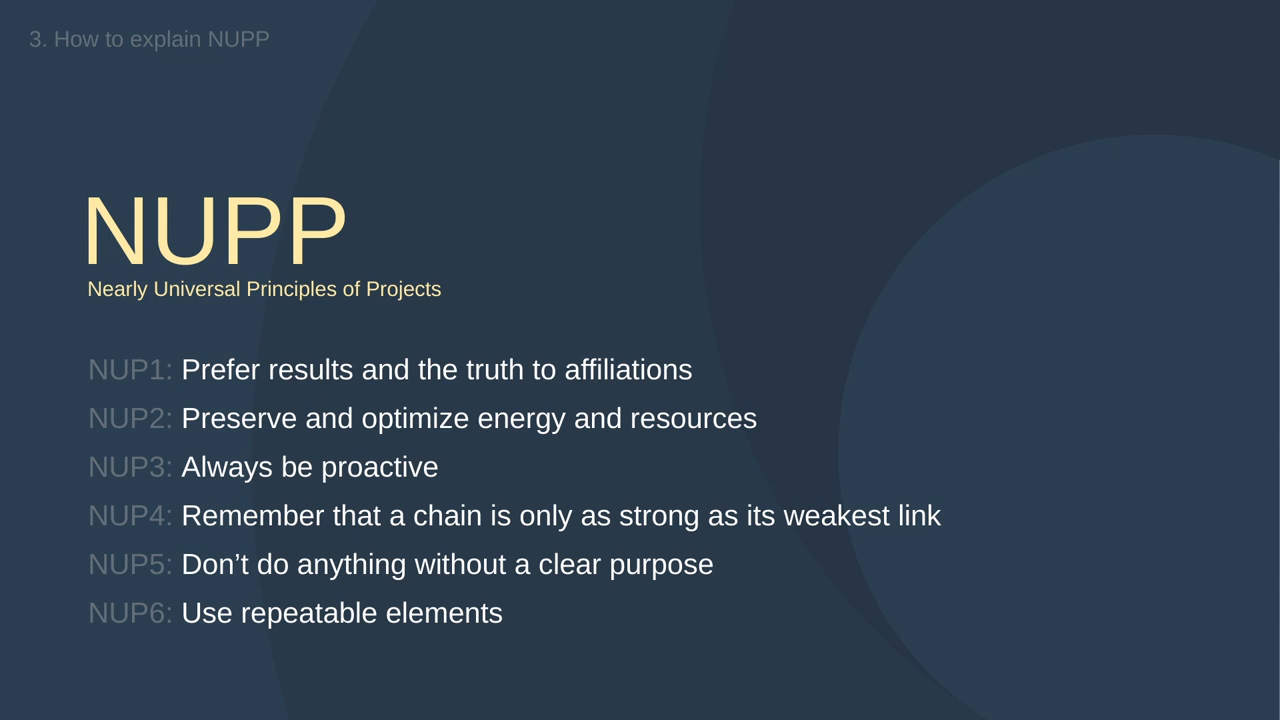 3. How to explain NUPP
NUPP
Nearly Universal Principles of Projects
NUP1: Prefer results and the truth to affiliations
NUP2: Preserve and optimize energy and resources
NUP3: Always be proactive
NUP4: Remember that a chain is only as strong as its weakest link
NUP5: Don’t do anything without a clear purpose
NUP6: Use repeatable elements